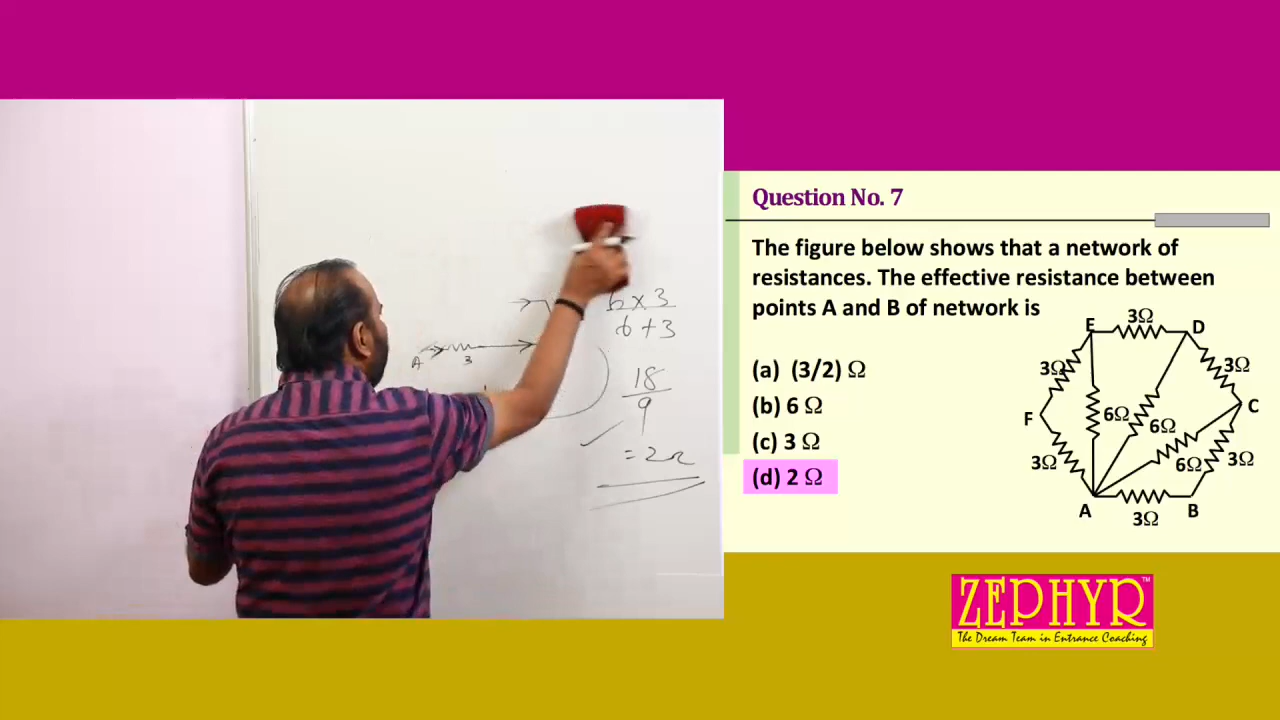 A
3
6 x 3
6 + 3
18
9
= 2Ω
Question No. 7
The figure below shows that a network of
resistances. The effective resistance between
points A and B of network is
(a) (3/2) Ω
(b) 6 Ω
(c) 3 Ω
(d) 2 Ω
E 3Ω D
3Ω 3Ω
F 6Ω 6Ω C
3Ω 6Ω 3Ω
A 3Ω B
ZEPHYR™
The Dream Team in Entrance Coaching